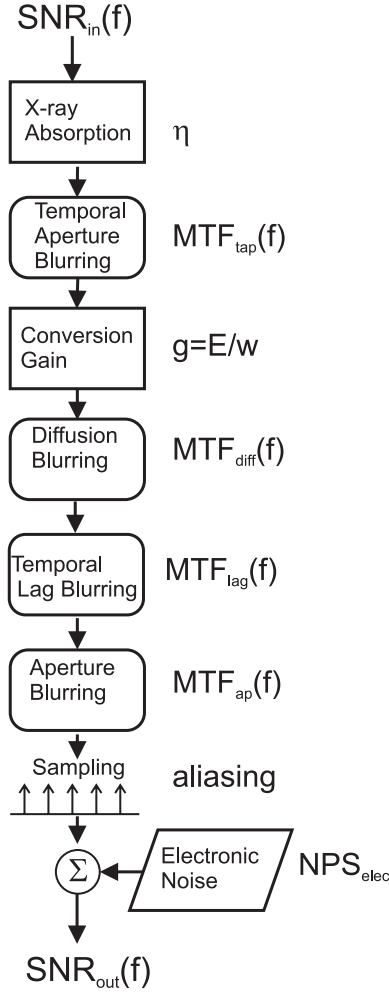 SNRin(f)
X-ray
Absorption
η
Temporal
Aperture
Blurring
MTFtap(f)
Conversion
Gain
g=E/w
Diffusion
Blurring
MTFdiff(f)
Temporal
Lag Blurring
MTFlag(f)
Aperture
Blurring
MTFap(f)
Sampling
aliasing
Σ
Electronic
Noise
NPSelec
SNRout(f)